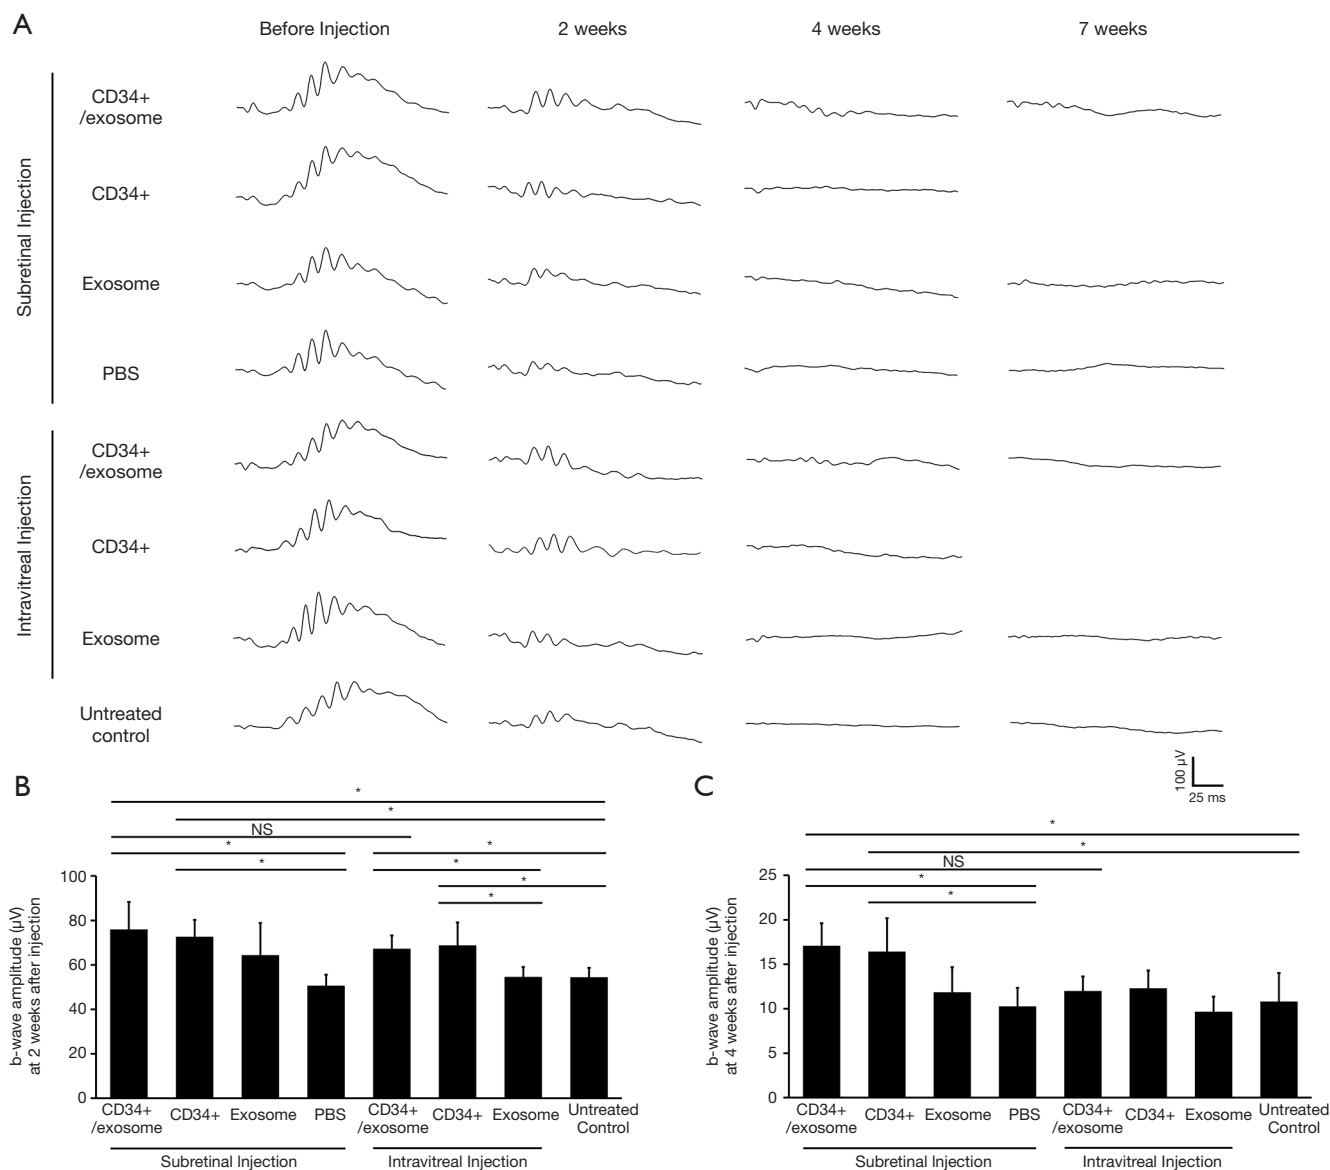 A
Before Injection 2 weeks 4 weeks 7 weeks
Subretinal Injection
CD34+
/exosome
CD34+
Exosome
PBS
Intravitreal Injection
CD34+
/exosome
CD34+
Exosome
Untreated
control
100 µV
25 ms
B
*
*
NS
* *
* *
*
*
b-wave amplitude (µV)
at 2 weeks after injection
100
80
60
40
20
0
CD34+
/exosome
CD34+
Exosome
PBS
CD34+
/exosome
CD34+
Exosome
Untreated
Control
Subretinal Injection
Intravitreal Injection
C
*
*
NS
*
*
b-wave amplitude (µV)
at 4 weeks after injection
25
20
15
10
5
0
CD34+
/exosome
CD34+
Exosome
PBS
CD34+
/exosome
CD34+
Exosome
Untreated
Control
Subretinal Injection
Intravitreal Injection